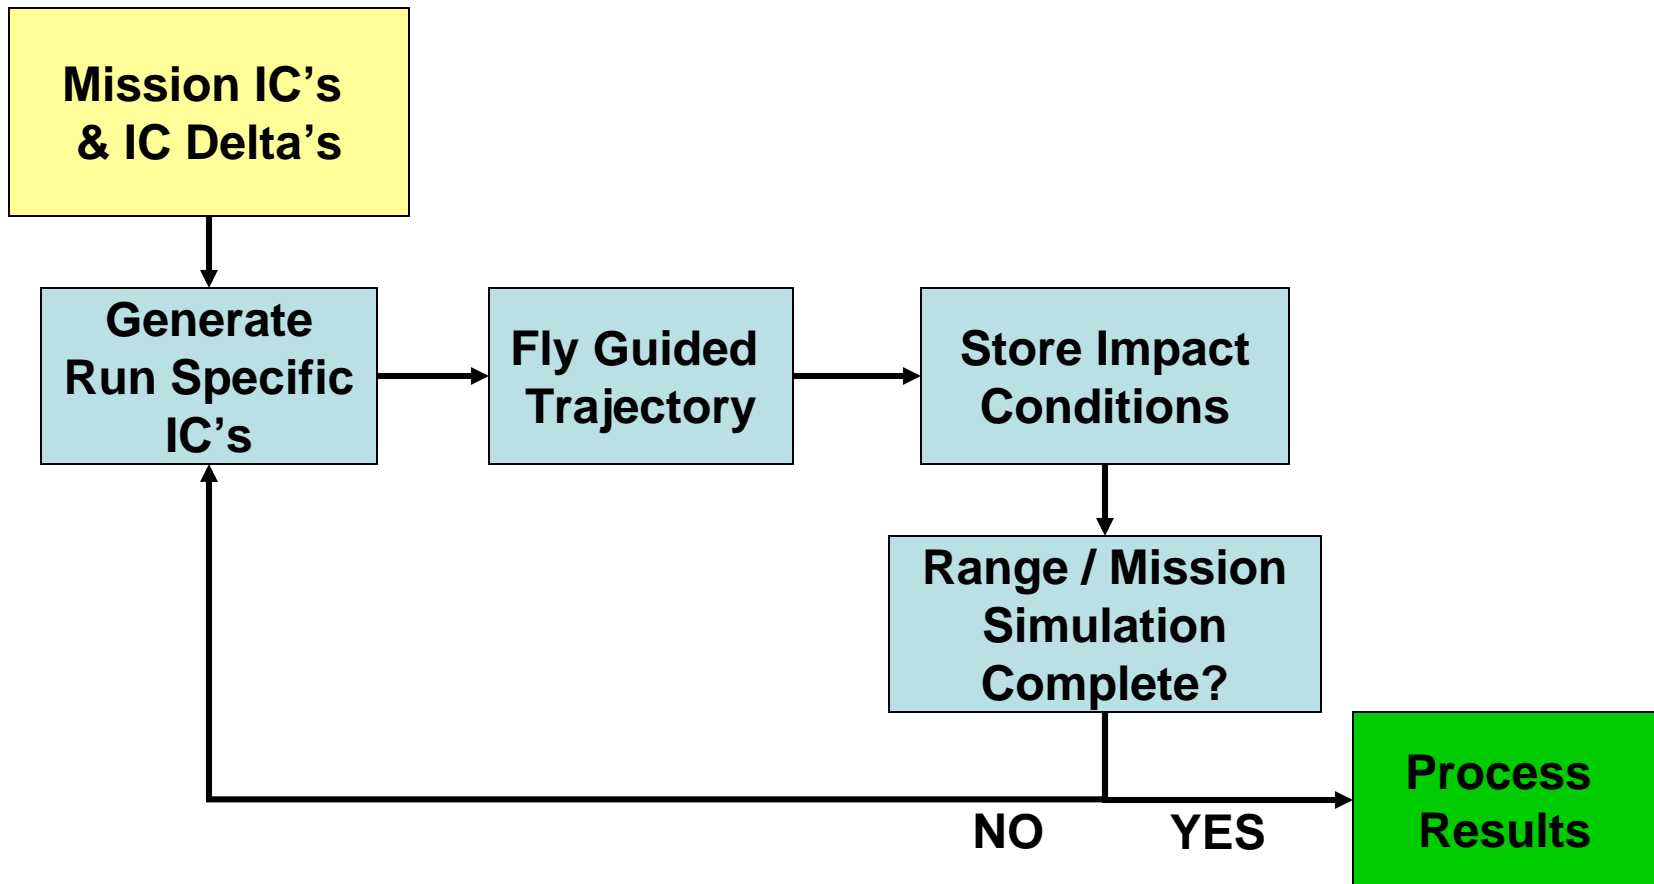 Mission IC’s
& IC Delta’s
Generate
Run Specific
IC’s
Fly Guided
Trajectory
Store Impact
Conditions
Range / Mission
Simulation
Complete?
NO
YES
Process
Results